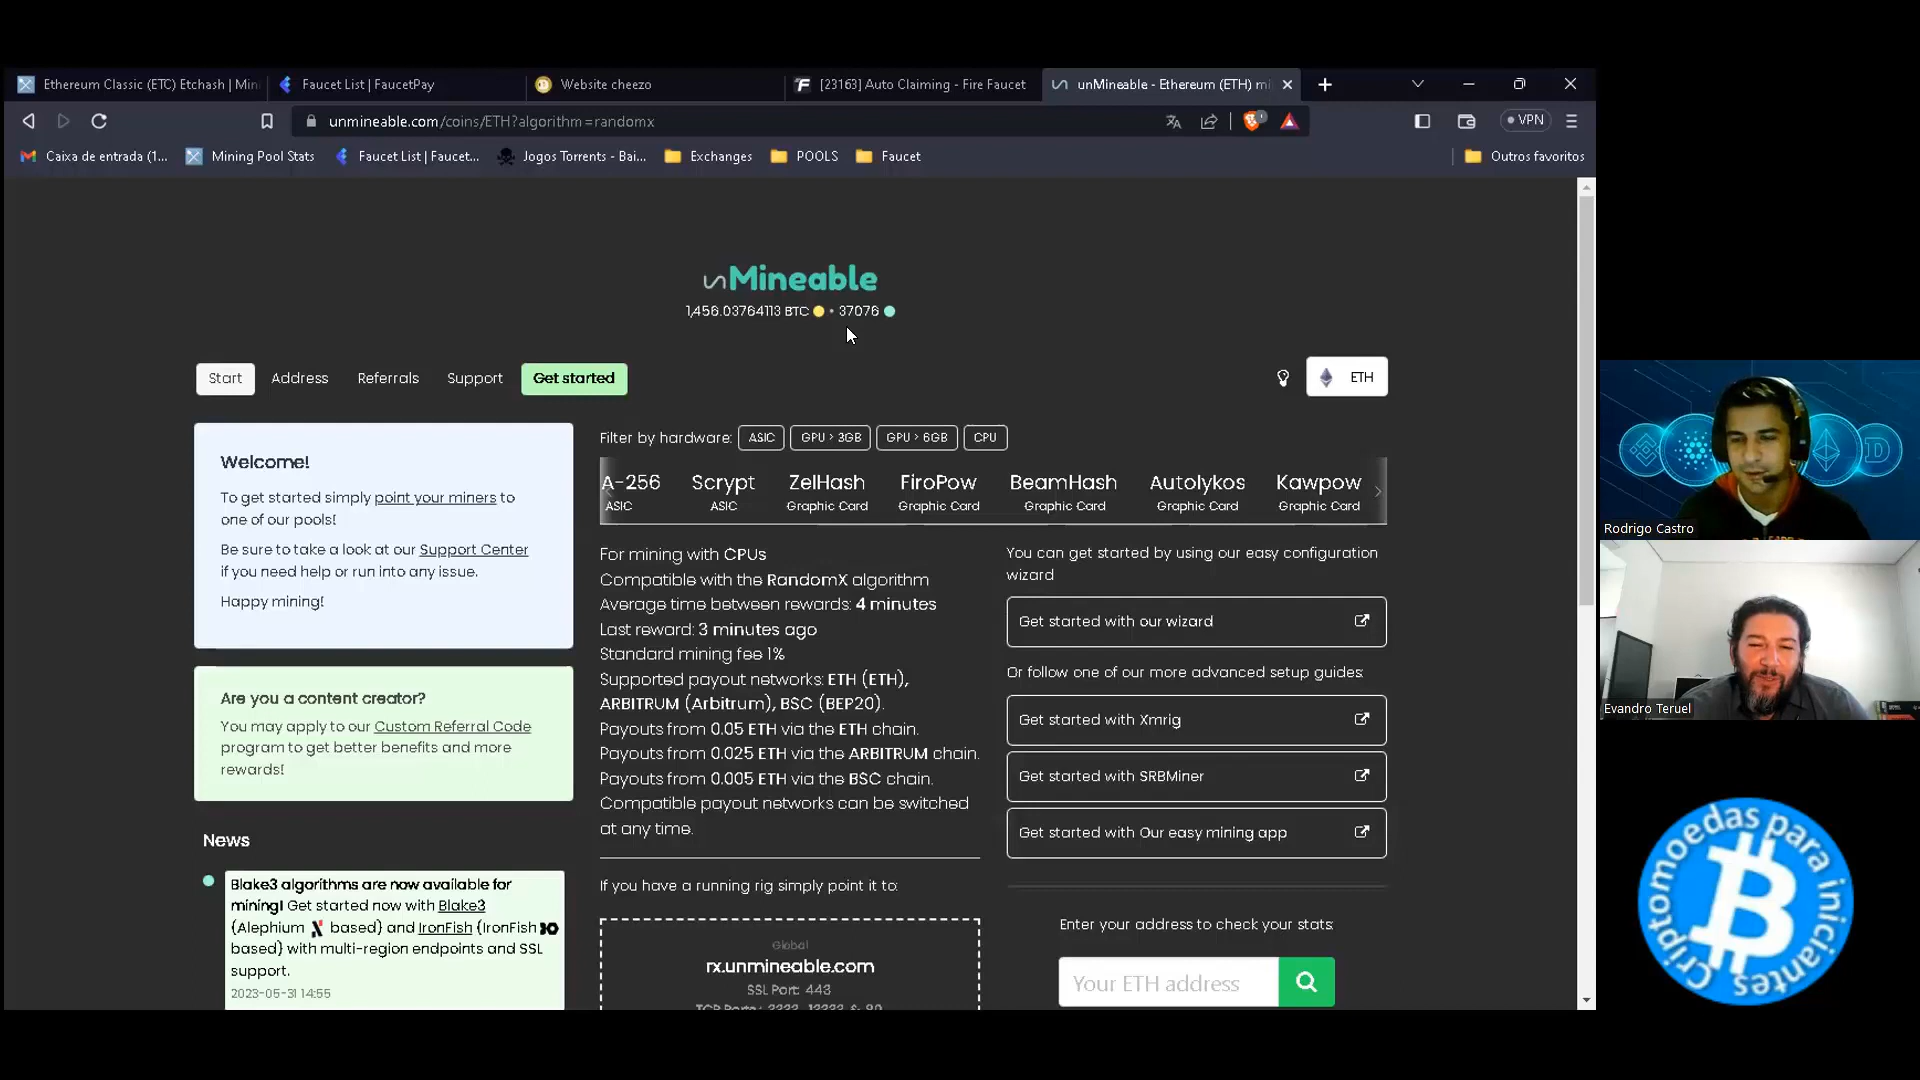 Ethereum Classic (ETC) Etchash | Min
Faucet List | FaucetPay
Website cheezo
[23163] Auto Claiming - Fire Faucet
unMineable - Ethereum (ETH) mi
unmineable.com/coins/ETH?algorithm=randomx
VPN
Caixa de entrada (1...
Mining Pool Stats
Faucet List | Faucet...
Jogos Torrents - Bai...
Exchanges
POOLS
Faucet
Outros favoritos
unMineable
1,456.03764113 BTC • 37076
Start
Address
Referrals
Support
Get started
ETH
Welcome!
To get started simply point your miners to
one of our pools!
Be sure to take a look at our Support Center
if you need help or run into any issue.
Happy mining!
Are you a content creator?
You may apply to our Custom Referral Code
program to get better benefits and more
rewards!
News
Blake3 algorithms are now available for
mining! Get started now with Blake3
(Alephium based) and IronFish (IronFish
based) with multi-region endpoints and SSL
support.
2023-05-31 14:55
Filter by hardware: ASIC GPU > 3GB GPU > 6GB CPU
A-256 Scrypt ZelHash FiroPow BeamHash Autolykos Kawpow
ASIC ASIC Graphic Card Graphic Card Graphic Card Graphic Card Graphic Card
For mining with CPUs
Compatible with the RandomX algorithm
Average time between rewards: 4 minutes
Last reward: 3 minutes ago
Standard mining fee 1%
Supported payout networks: ETH (ETH),
ARBITRUM (Arbitrum), BSC (BEP20).
Payouts from 0.05 ETH via the ETH chain.
Payouts from 0.025 ETH via the ARBITRUM chain.
Payouts from 0.005 ETH via the BSC chain.
Compatible payout networks can be switched
at any time.
If you have a running rig simply point it to:
Global
rx.unmineable.com
SSL Port: 443
TCP Ports: 3333, 13333 & 80
You can get started by using our easy configuration
wizard
Get started with our wizard
Or follow one of our more advanced setup guides:
Get started with Xmrig
Get started with SRBMiner
Get started with Our easy mining app
Enter your address to check your stats:
Your ETH address
Rodrigo Castro
Evandro Teruel
Criptomoedas para iniciantes